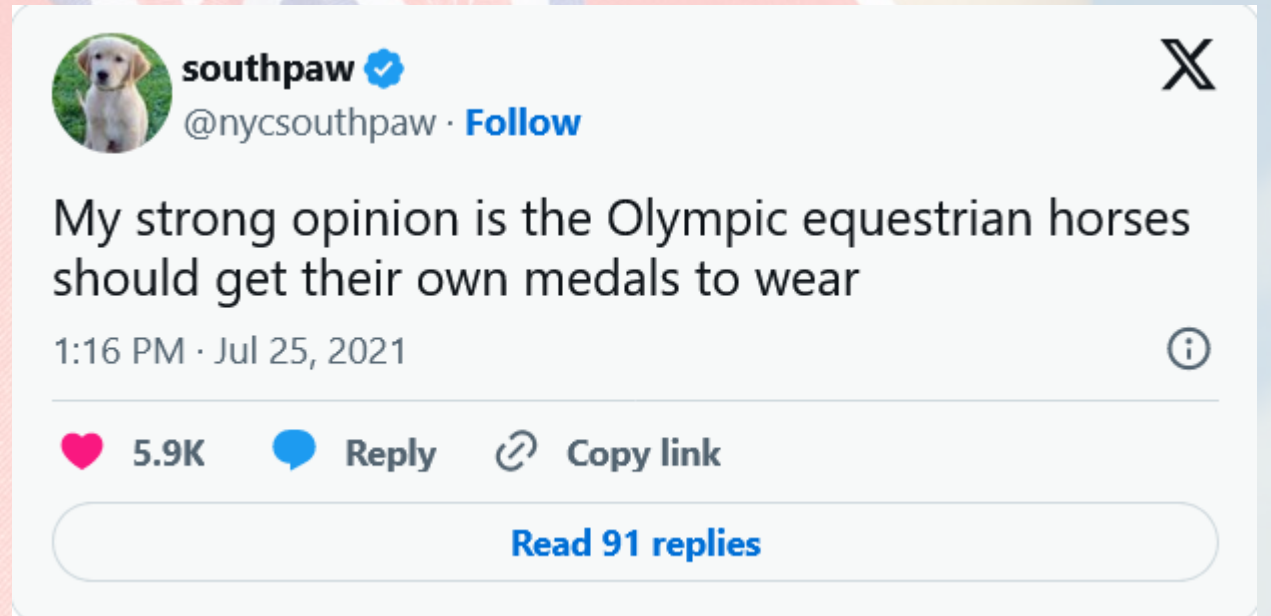 southpaw
@nycsouthpaw · Follow
My strong opinion is the Olympic equestrian horses
should get their own medals to wear
1:16 PM · Jul 25, 2021
5.9K Reply Copy link
Read 91 replies